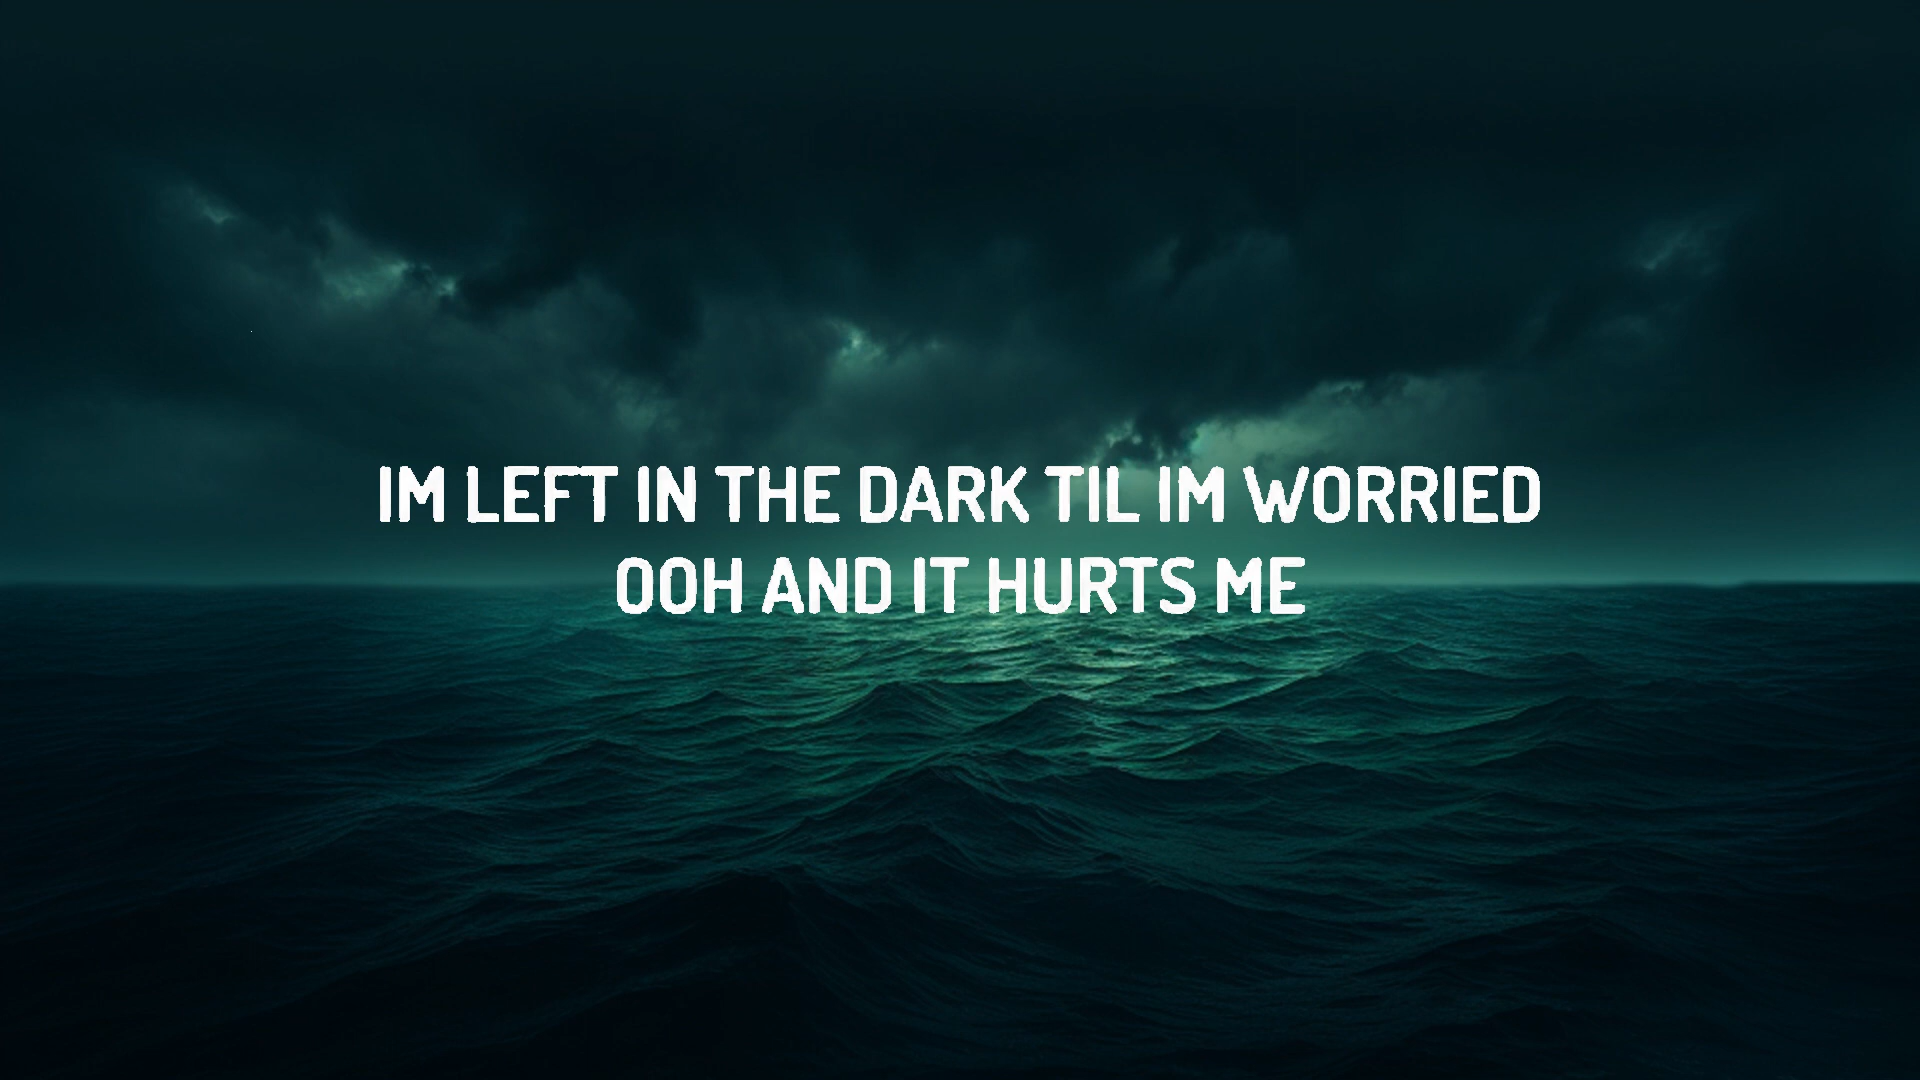 IM LEFT IN THE DARK TIL IM WORRIED
OOH AND IT HURTS ME